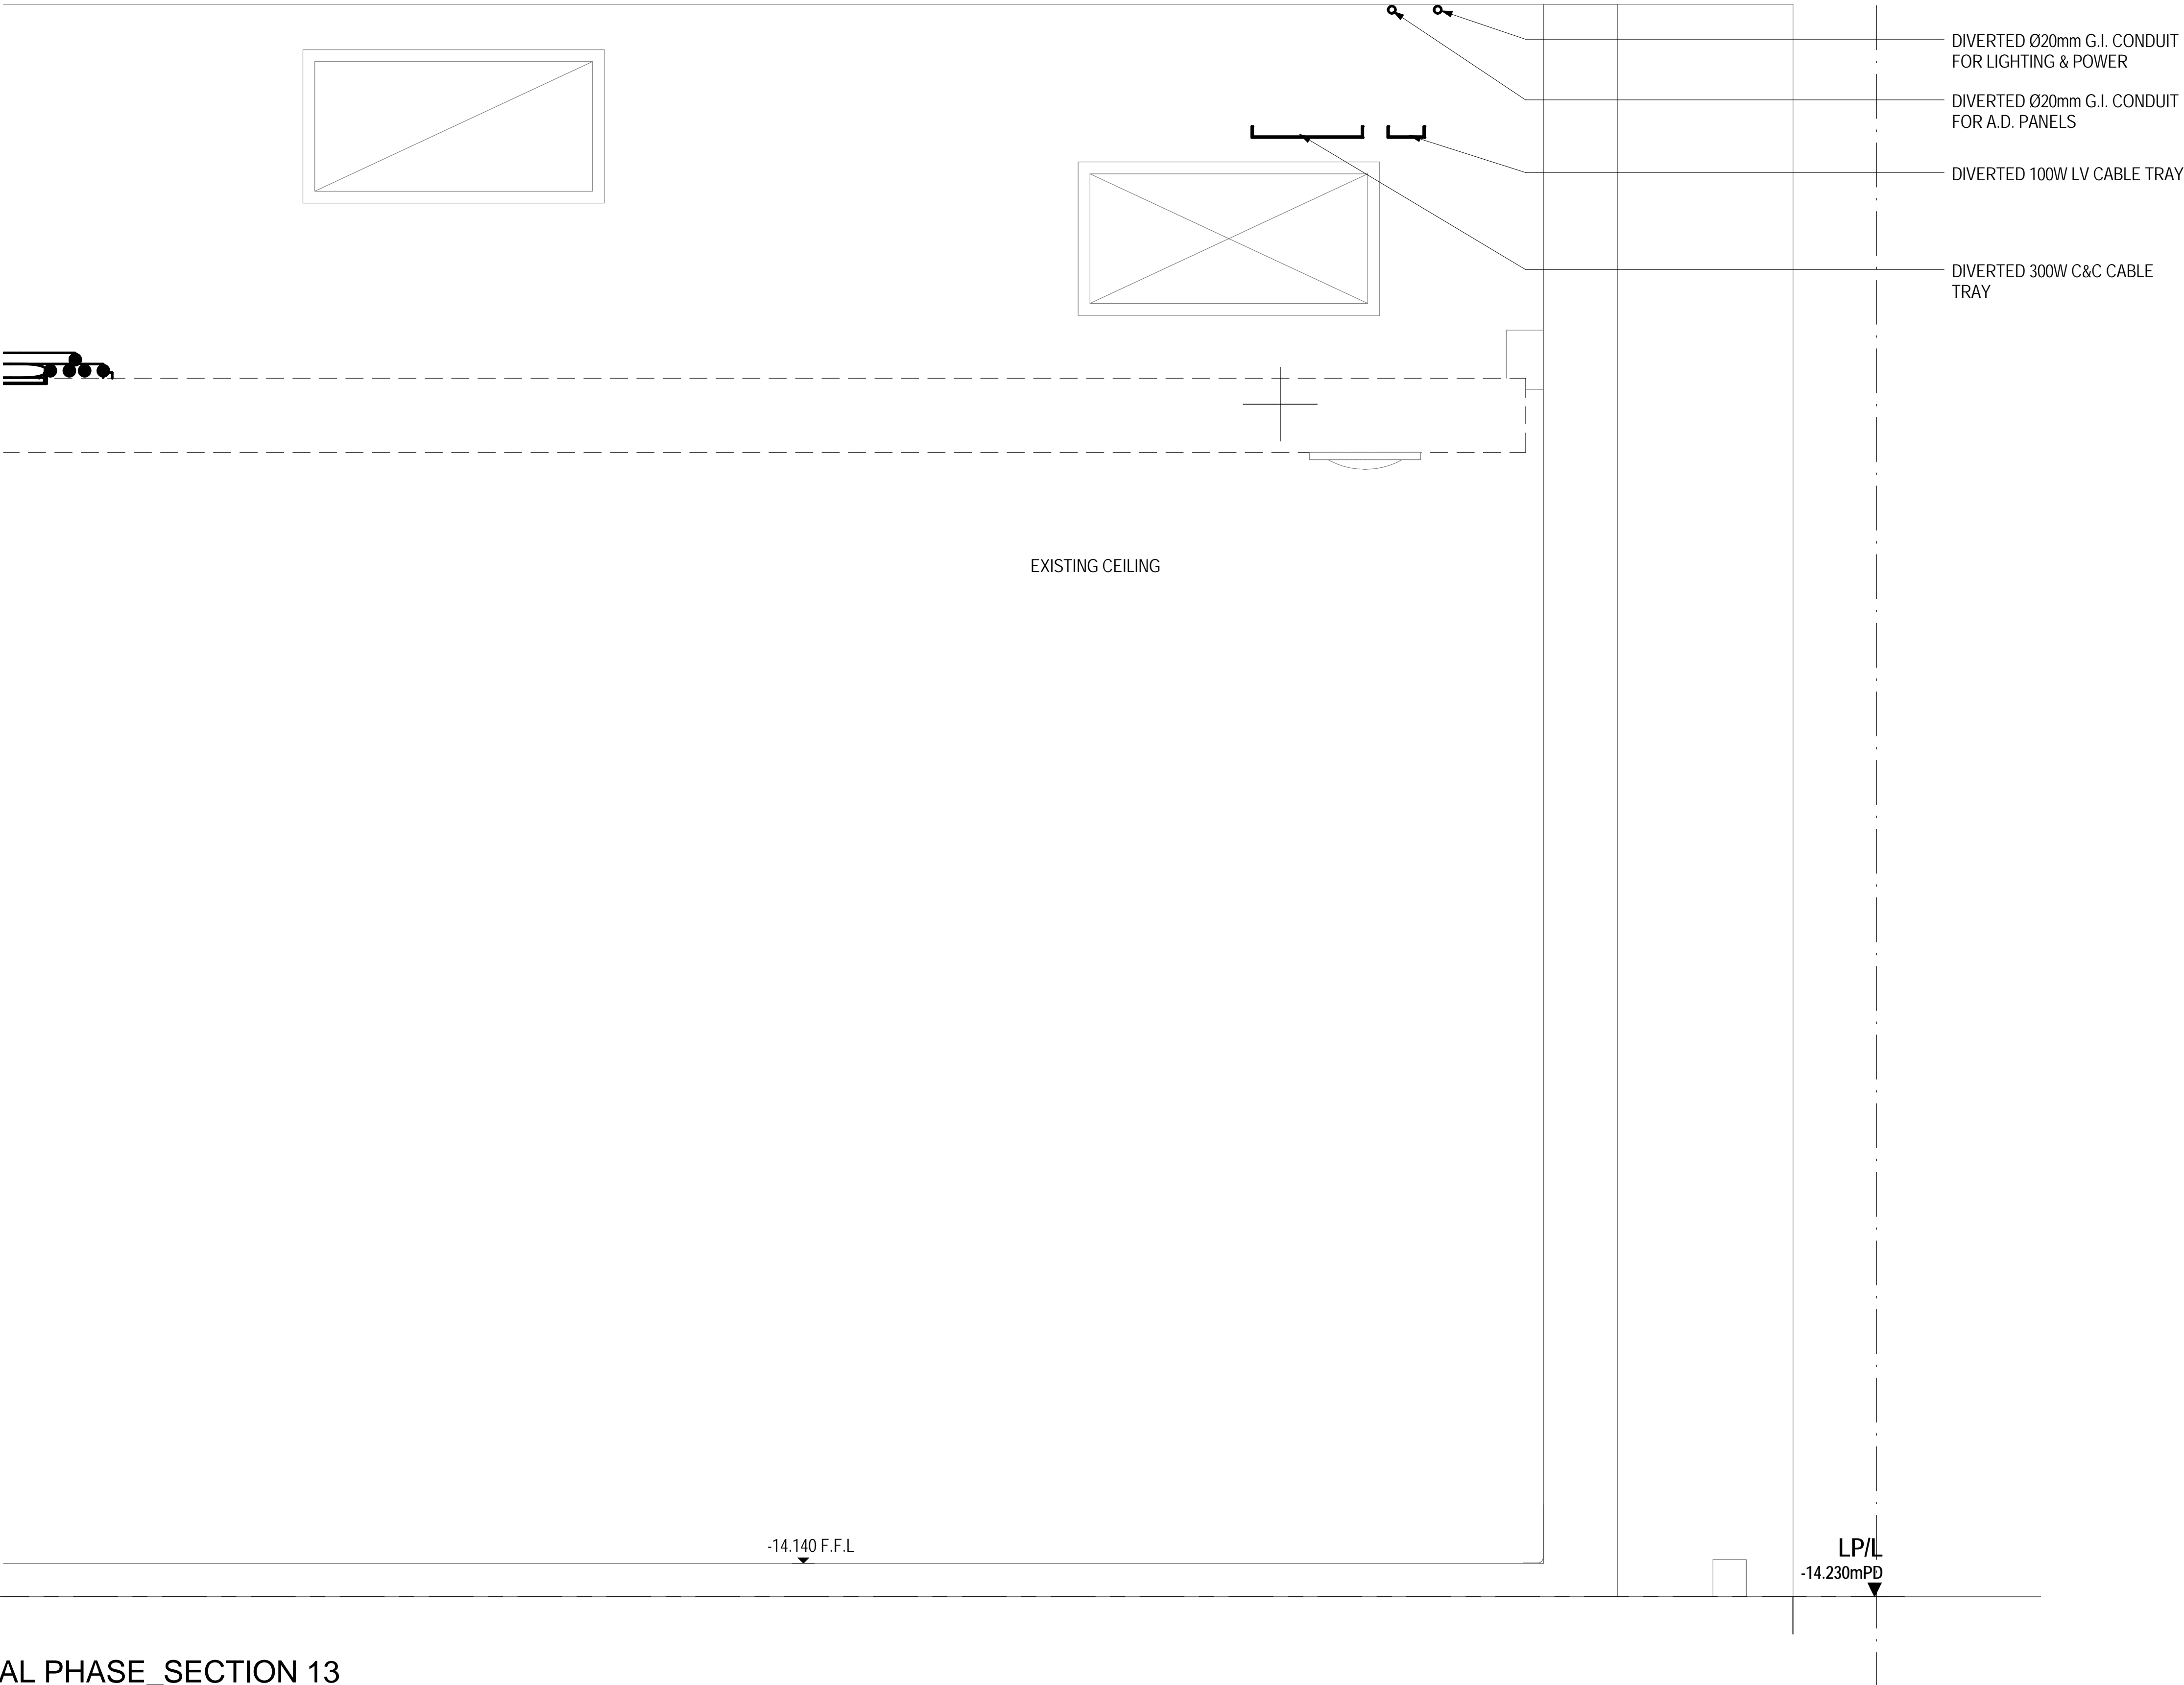 DIVERTED Ø20mm G.I. CONDUIT
FOR LIGHTING & POWER
DIVERTED Ø20mm G.I. CONDUIT
FOR A.D. PANELS
DIVERTED 100W LV CABLE TRAY
DIVERTED 300W C&C CABLE
TRAY
EXISTING CEILING
-14.140 F.F.L
LP/L
-14.230mPD
AL PHASE_SECTION 13